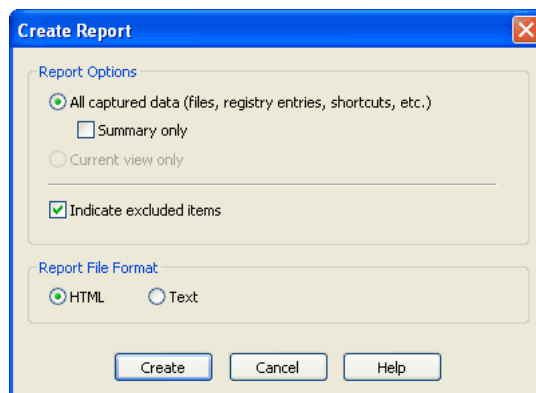 Create Report
Report Options
All captured data (files, registry entries, shortcuts, etc.)
Summary only
Current view only
Indicate excluded items
Report File Format
HTML Text
Create Cancel Help